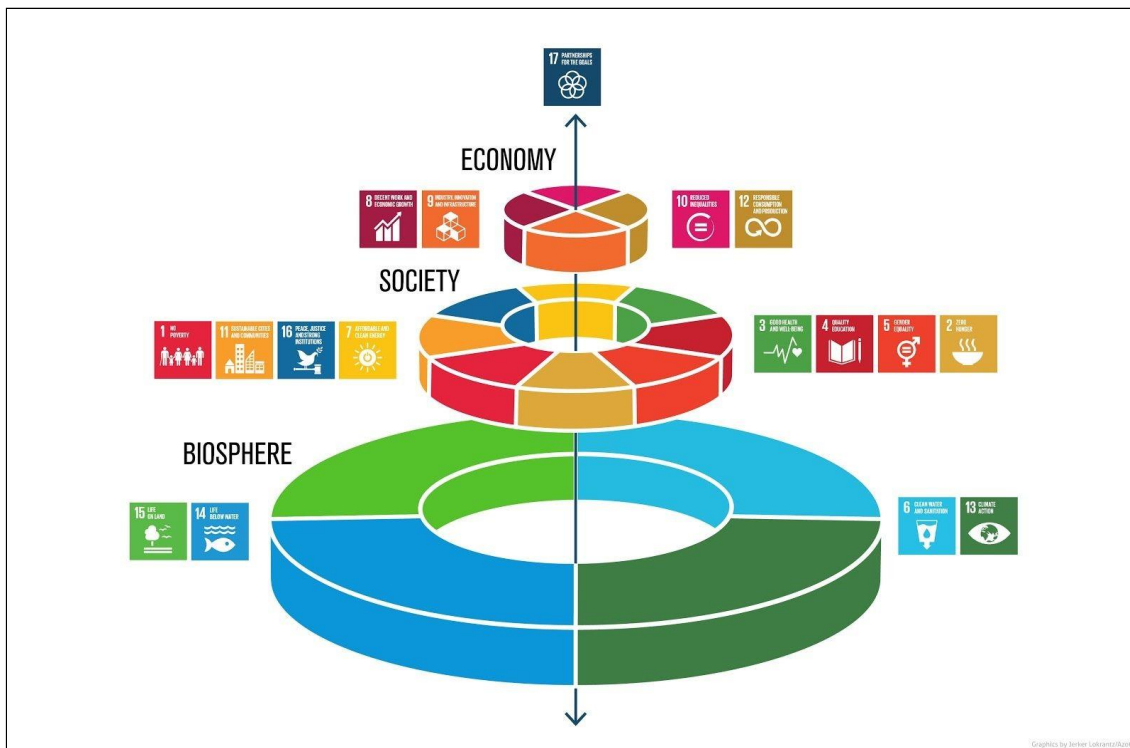 17 PARTNERSHIPS
FOR THE GOALS
ECONOMY
8 DECENT WORK AND
ECONOMIC GROWTH
9 INDUSTRY, INNOVATION
AND INFRASTRUCTURE
10 REDUCED
INEQUALITIES
12 RESPONSIBLE
CONSUMPTION
AND PRODUCTION
SOCIETY
1 NO
POVERTY
11 SUSTAINABLE CITIES
AND COMMUNITIES
16 PEACE, JUSTICE
AND STRONG
INSTITUTIONS
7 AFFORDABLE AND
CLEAN ENERGY
3 GOOD HEALTH
AND WELL-BEING
4 QUALITY
EDUCATION
5 GENDER
EQUALITY
2 ZERO
HUNGER
BIOSPHERE
15 LIFE
ON LAND
14 LIFE
BELOW WATER
6 CLEAN WATER
AND SANITATION
13 CLIMATE
ACTION
Graphics by Jerker Lokrantz/Azote